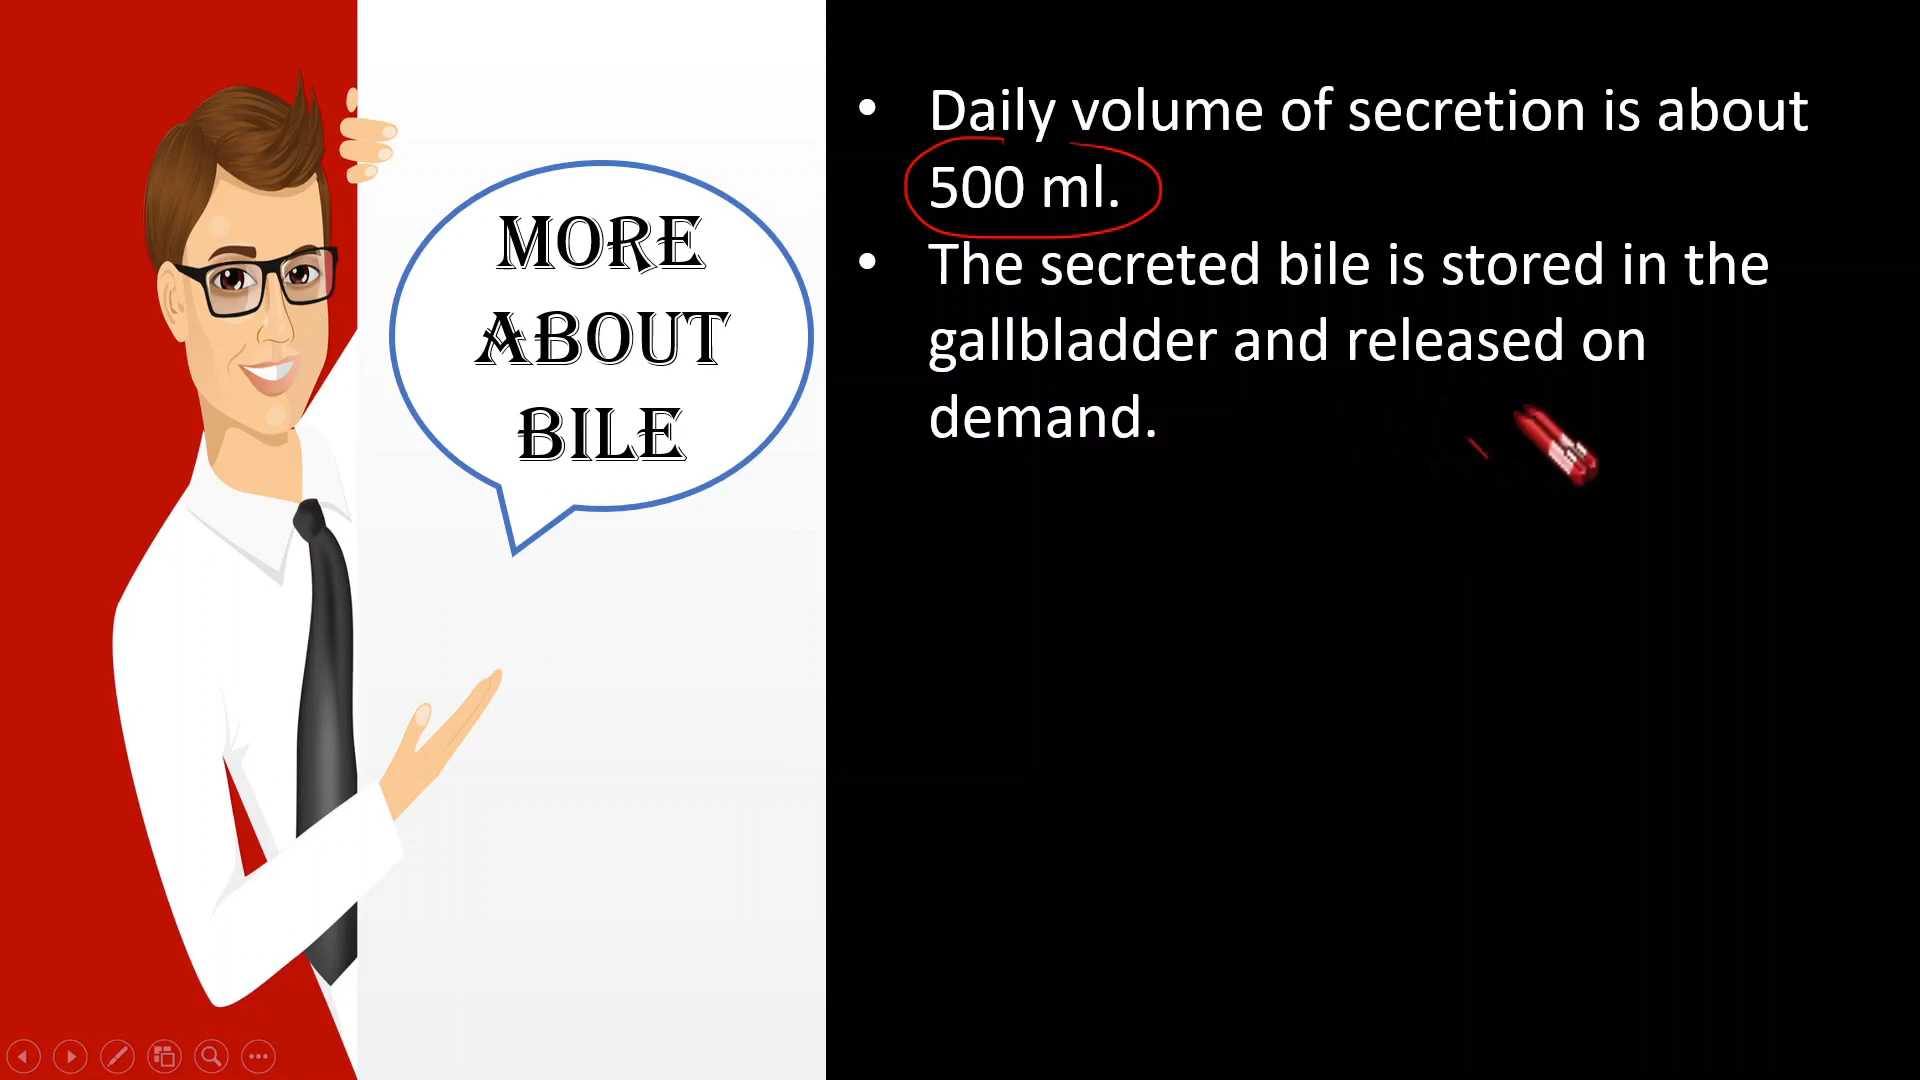 MORE
ABOUT
BILE
• Daily volume of secretion is about
500 ml.
• The secreted bile is stored in the
gallbladder and released on
demand.